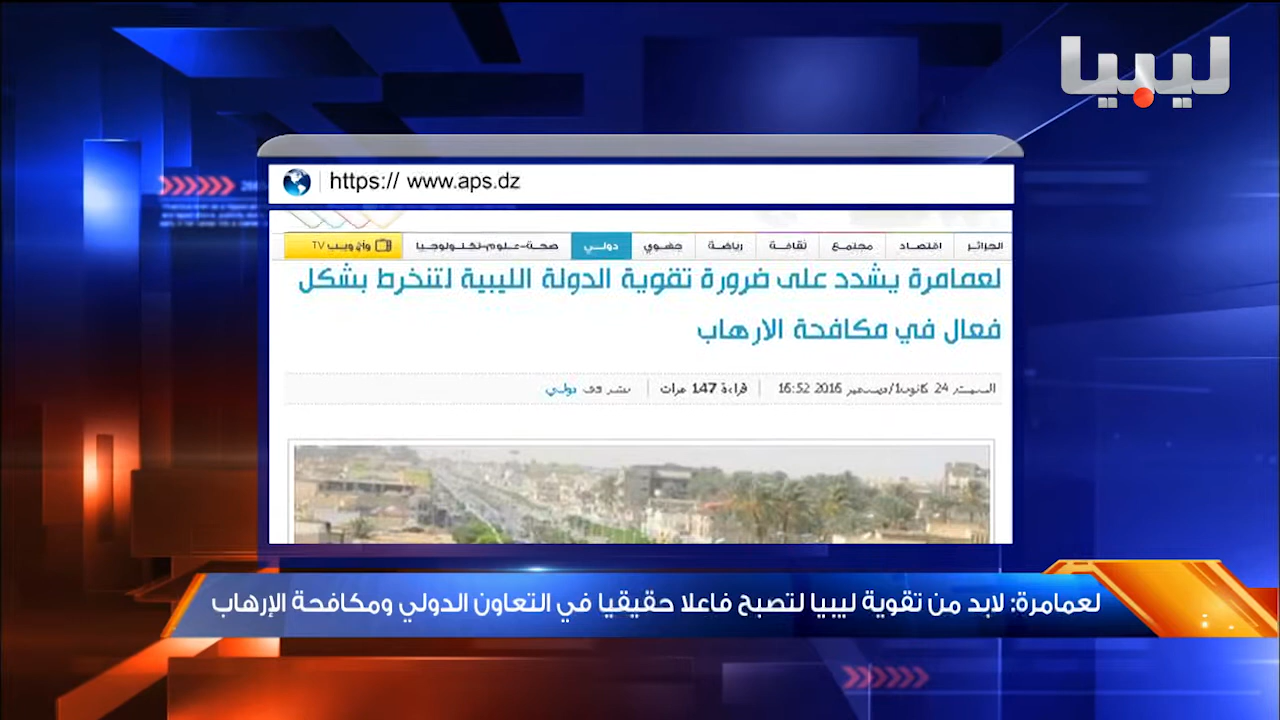 ليبيا
https:// www.aps.dz
الجزائر اقتصاد مجتمع ثقافة رياضة جهوي دولي صحة-علوم-تكنولوجيا وأج ويب TV
لعمامرة يشدد على ضرورة تقوية الدولة الليبية لتنخرط بشكل
فعال في مكافحة الارهاب
السبت, 24 كانون1/ديسمبر 2016 16:52 قراءة 147 مرات نشر في دولي
لعمامرة: لابد من تقوية ليبيا لتصبح فاعلا حقيقيا في التعاون الدولي ومكافحة الإرهاب